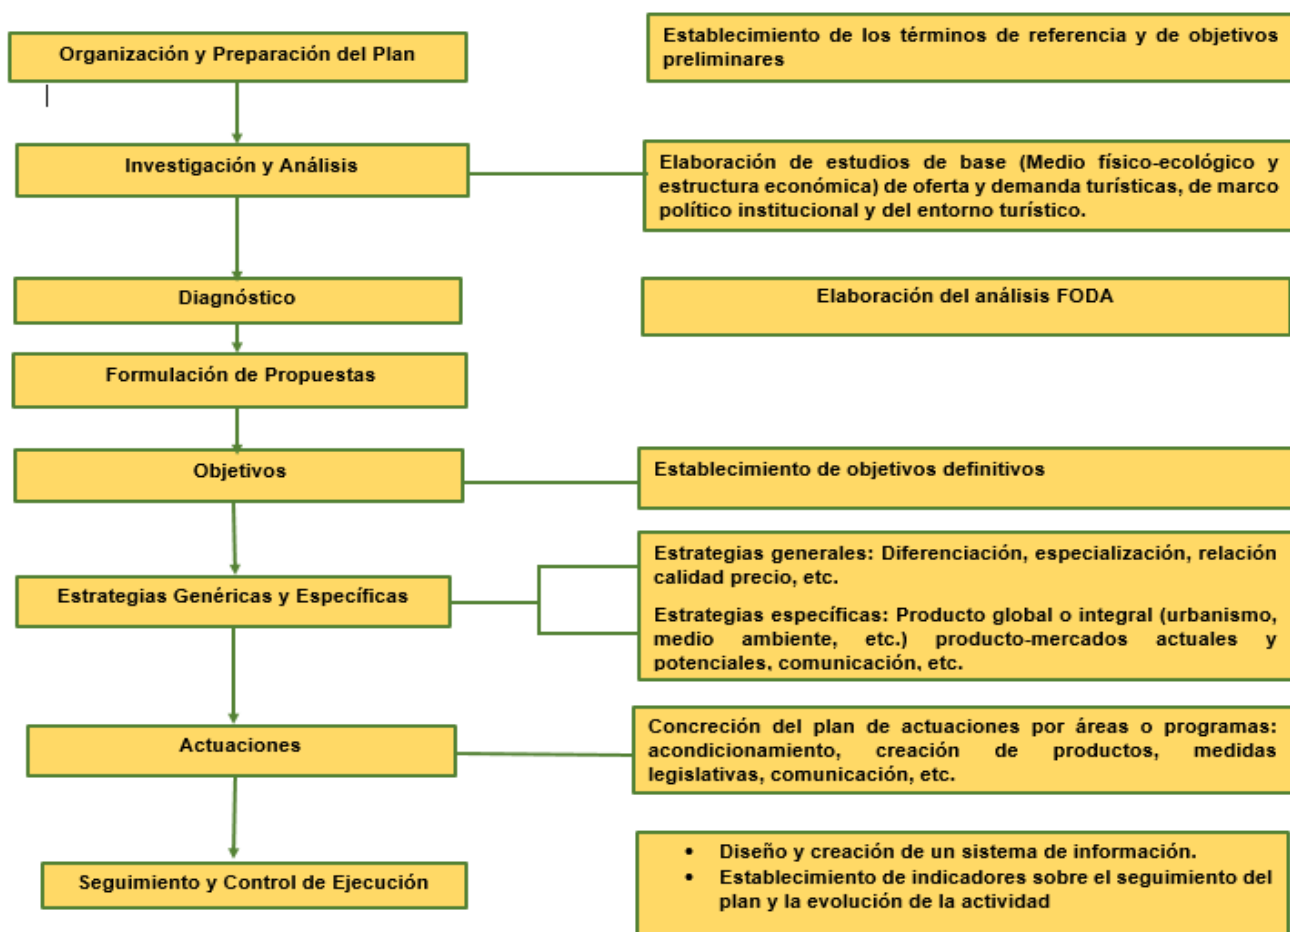 Organización y Preparación del Plan
Establecimiento de los términos de referencia y de objetivos
preliminares
Investigación y Análisis
Elaboración de estudios de base (Medio físico-ecológico y
estructura económica) de oferta y demanda turísticas, de marco
político institucional y del entorno turístico.
Diagnóstico
Elaboración del análisis FODA
Formulación de Propuestas
Objetivos
Establecimiento de objetivos definitivos
Estrategias Genéricas y Específicas
Estrategias generales: Diferenciación, especialización, relación
calidad precio, etc.
Estrategias específicas: Producto global o integral (urbanismo,
medio ambiente, etc.) producto-mercados actuales y
potenciales, comunicación, etc.
Actuaciones
Concreción del plan de actuaciones por áreas o programas:
acondicionamiento, creación de productos, medidas
legislativas, comunicación, etc.
Seguimiento y Control de Ejecución
• Diseño y creación de un sistema de información.
• Establecimiento de indicadores sobre el seguimiento del
plan y la evolución de la actividad